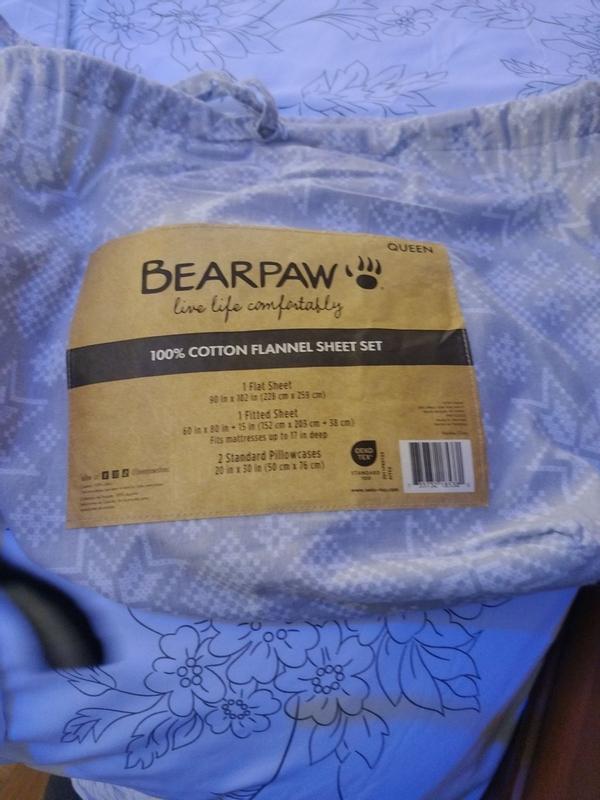 QUEEN
BEARPAW
live life comfortably
100% COTTON FLANNEL SHEET SET
1 Flat Sheet
90 in x 102 in (228 cm x 259 cm)
1 Fitted Sheet
60 in x 80 in + 15 in (152 cm x 203 cm + 38 cm)
Fits mattresses up to 17 in deep
2 Standard Pillowcases
20 in x 30 in (50 cm x 76 cm)
OEKO
TEX
STANDARD
100